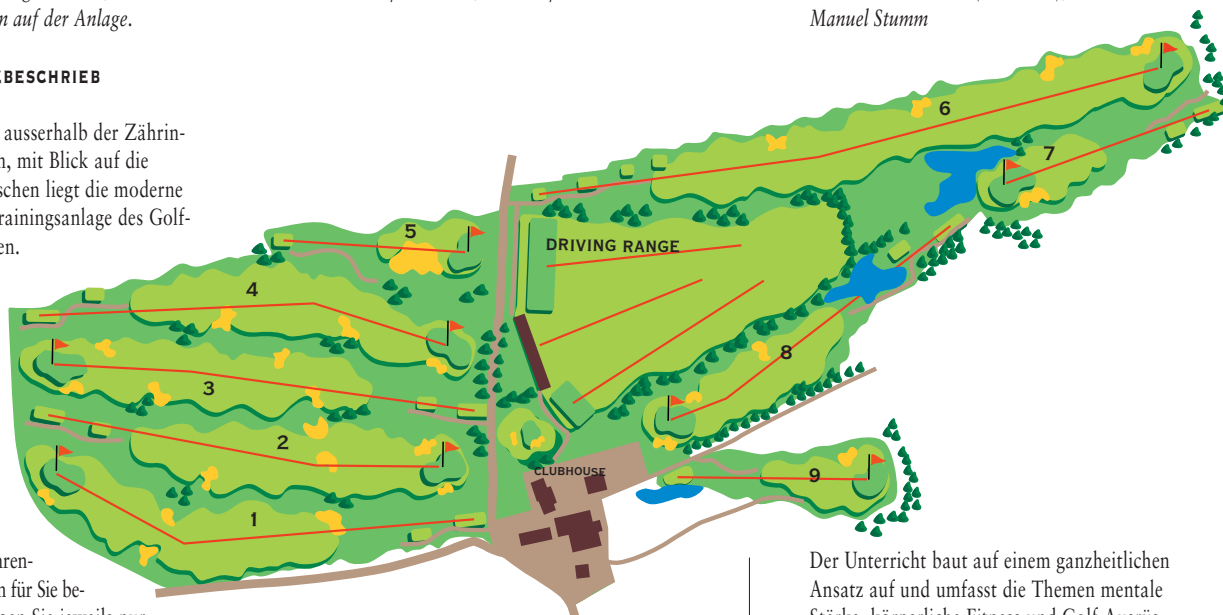 n auf der Anlage.
BESCHRIEB
ausserhalb der Zährin-
n, mit Blick auf die
schen liegt die moderne
rainingsanlage des Golf-
en.
Manuel Stumm
6
7
5
DRIVING RANGE
4
8
3
2
CLUBHOUSE
9
1
hren-
n für Sie be-
Der Unterricht baut auf einem ganzheitlichen
Ansatz auf und umfasst die Themen mentale